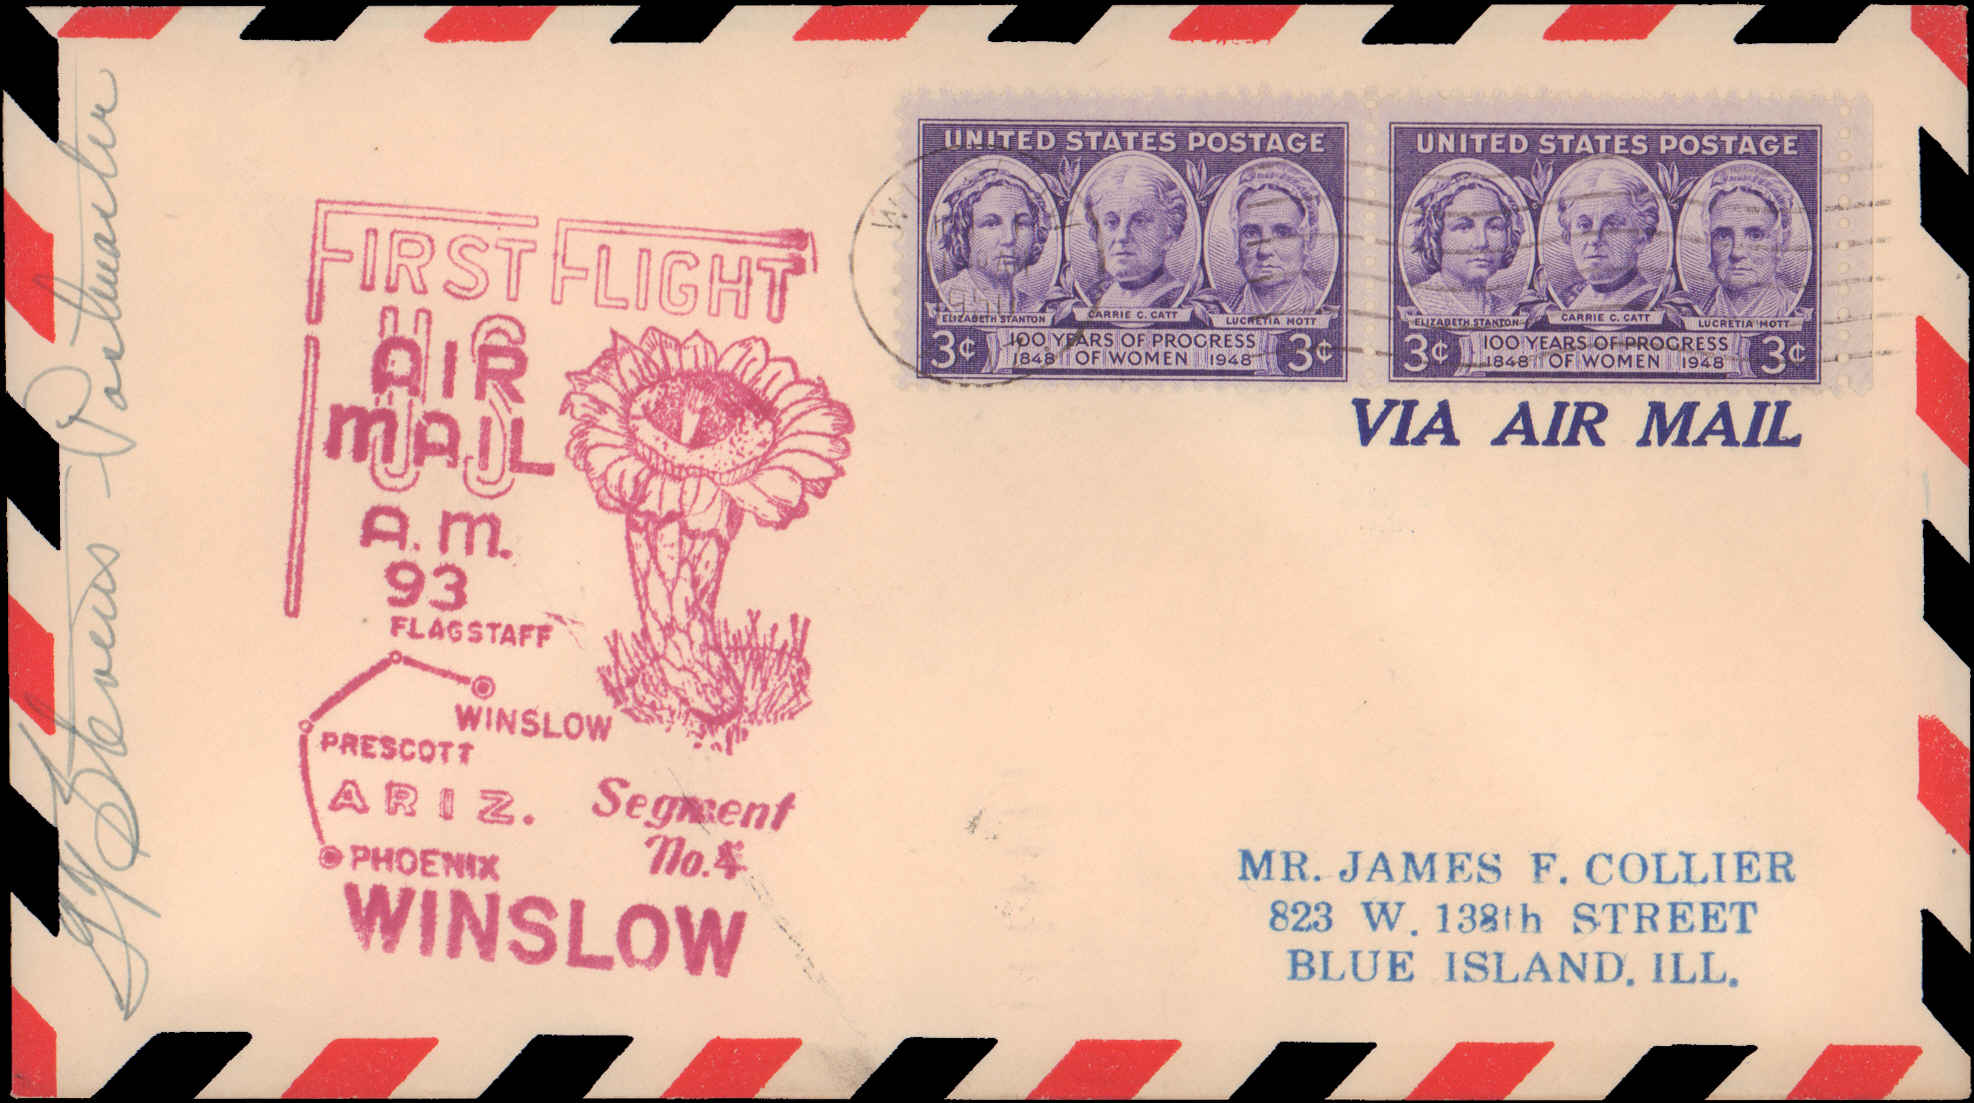 FIRST FLIGHT
U S
AIR
MAIL
A.M.
93
FLAGSTAFF
WINSLOW
PRESCOTT
ARIZ.
Segment
No. 4
PHOENIX
WINSLOW
UNITED STATES POSTAGE
ELIZABETH STANTON CARRIE C. CATT LUCRETIA MOTT
3¢ 100 YEARS OF PROGRESS 3¢
1848 OF WOMEN 1948
UNITED STATES POSTAGE
ELIZABETH STANTON CARRIE C. CATT LUCRETIA MOTT
3¢ 100 YEARS OF PROGRESS 3¢
1848 OF WOMEN 1948
VIA AIR MAIL
MR. JAMES F. COLLIER
823 W. 138th STREET
BLUE ISLAND, ILL.
Stevens - Postmaster